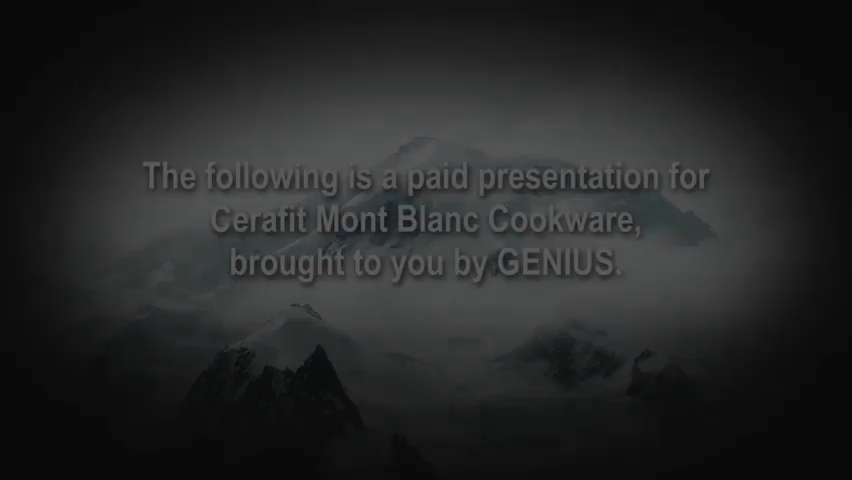 The following is a paid presentation for
Cerafit Mont Blanc Cookware,
brought to you by GENIUS.